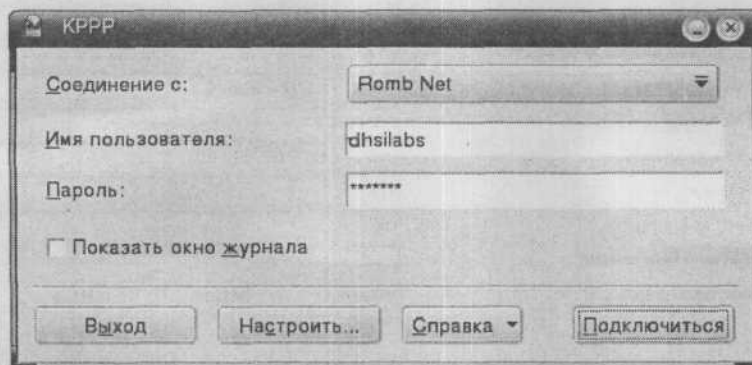 KPPP
Соединение с: Romb Net
Имя пользователя: dhsilabs
Пароль: *******
Показать окно журнала
Выход Настроить... Справка Подключиться